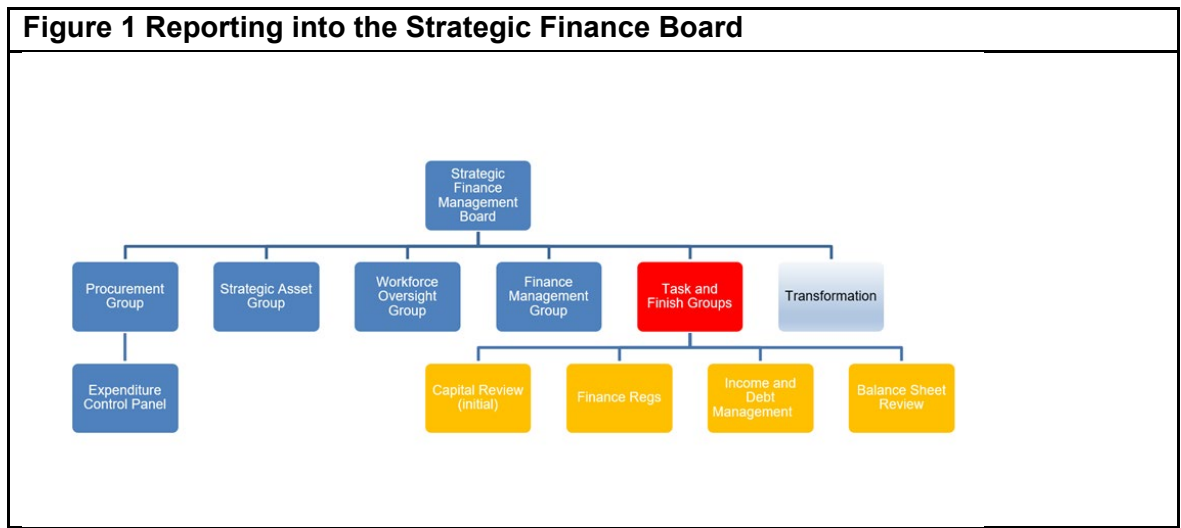 Figure 1 Reporting into the Strategic Finance Board
Strategic
Finance
Management
Board
Procurement
Group
Strategic Asset
Group
Workforce
Oversight
Group
Finance
Management
Group
Task and
Finish Groups
Transformation
Expenditure
Control Panel
Capital Review
(initial)
Finance Regs
Income and
Debt
Management
Balance Sheet
Review